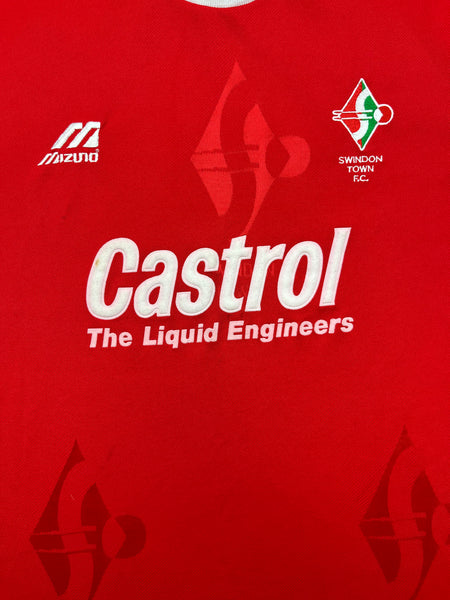 mizuno®
SWINDON
TOWN
F.C.
Castrol
The Liquid Engineers